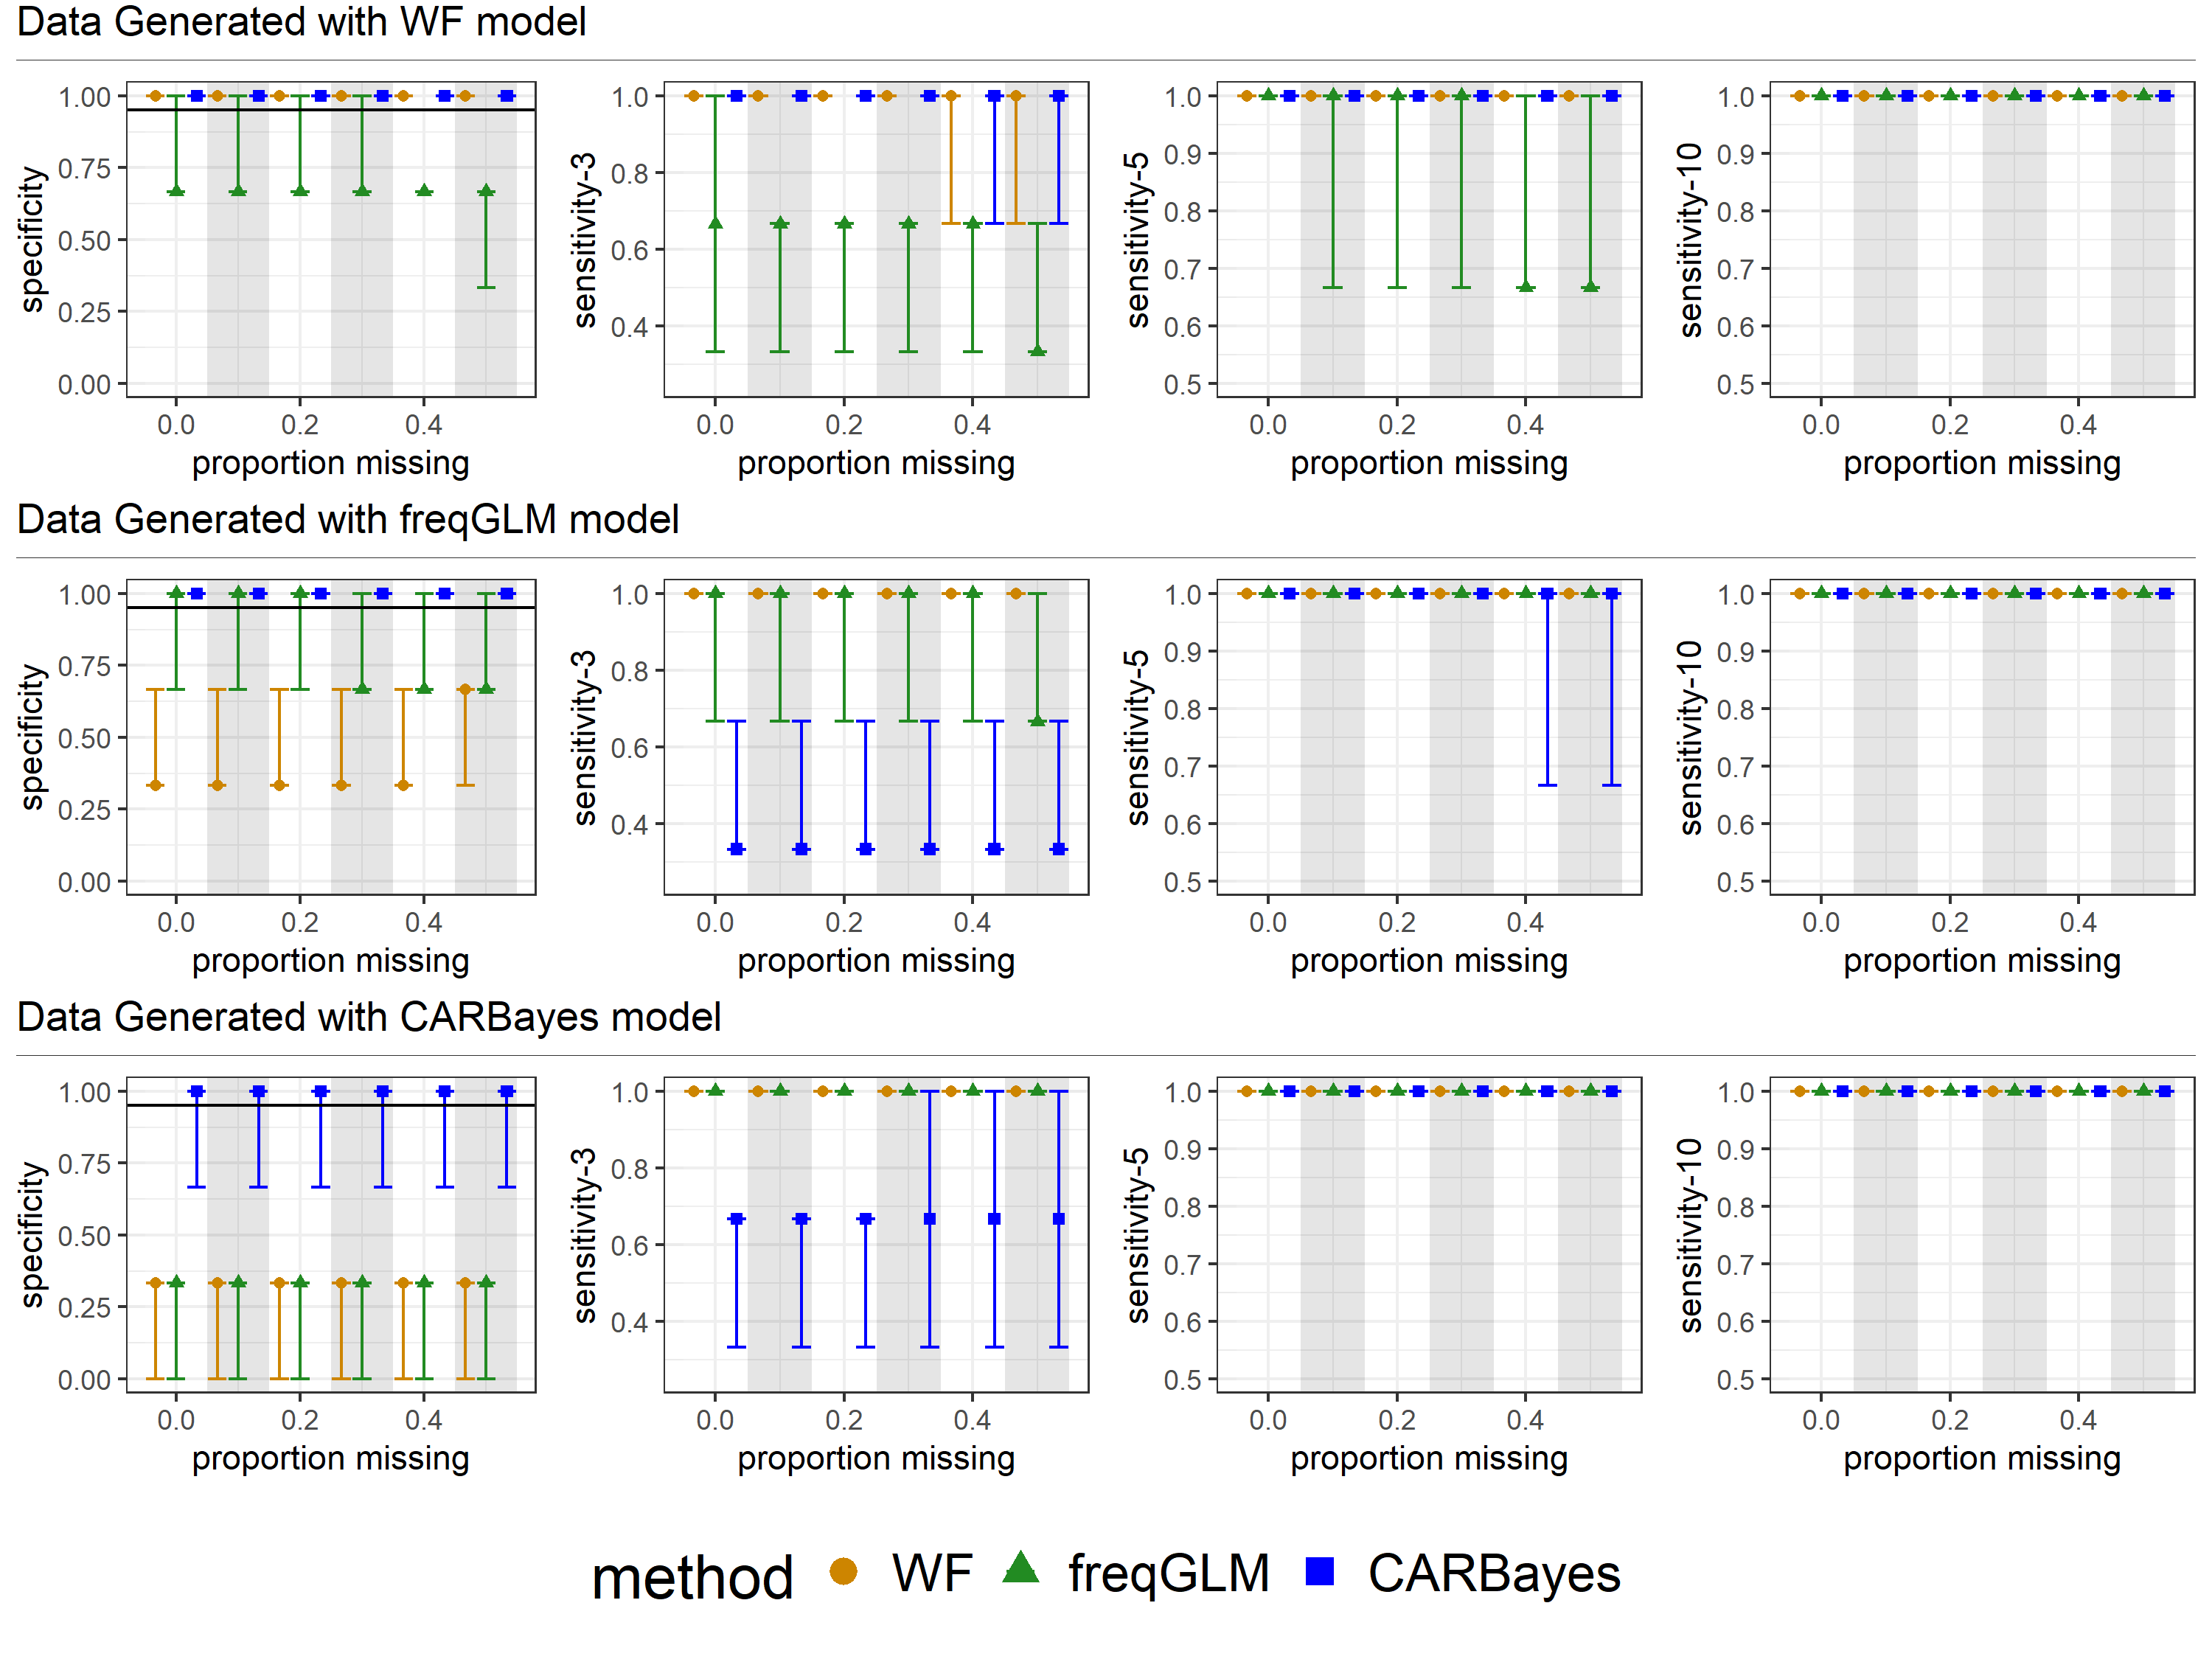 Data Generated with WF model
specificity
1.00
0.75
0.50
0.25
0.00
0.0 0.2 0.4
proportion missing
sensitivity-3
1.0
0.8
0.6
0.4
0.0 0.2 0.4
proportion missing
sensitivity-5
1.0
0.9
0.8
0.7
0.6
0.5
0.0 0.2 0.4
proportion missing
sensitivity-10
1.0
0.9
0.8
0.7
0.6
0.5
0.0 0.2 0.4
proportion missing
Data Generated with freqGLM model
specificity
1.00
0.75
0.50
0.25
0.00
0.0 0.2 0.4
proportion missing
sensitivity-3
1.0
0.8
0.6
0.4
0.0 0.2 0.4
proportion missing
sensitivity-5
1.0
0.9
0.8
0.7
0.6
0.5
0.0 0.2 0.4
proportion missing
sensitivity-10
1.0
0.9
0.8
0.7
0.6
0.5
0.0 0.2 0.4
proportion missing
Data Generated with CARBayes model
specificity
1.00
0.75
0.50
0.25
0.00
0.0 0.2 0.4
proportion missing
sensitivity-3
1.0
0.8
0.6
0.4
0.0 0.2 0.4
proportion missing
sensitivity-5
1.0
0.9
0.8
0.7
0.6
0.5
0.0 0.2 0.4
proportion missing
sensitivity-10
1.0
0.9
0.8
0.7
0.6
0.5
0.0 0.2 0.4
proportion missing
method WF freqGLM CARBayes